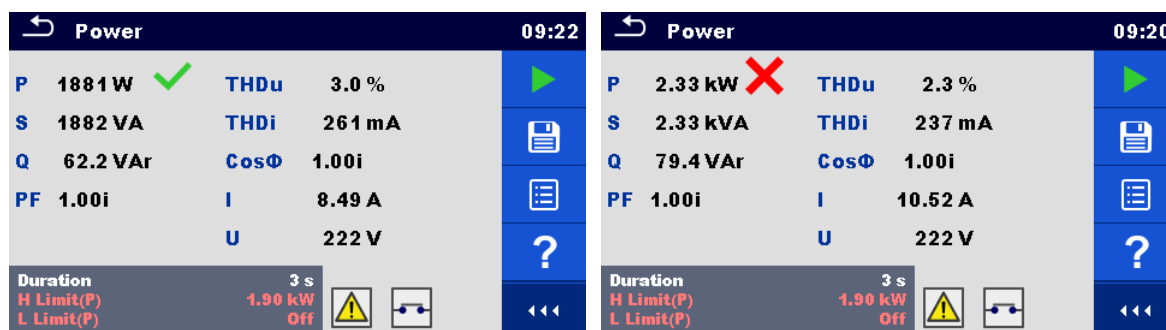 Power 09:22
P 1881 W THDu 3.0 %
S 1882 VA THDi 261 mA
Q 62.2 VAr CosΦ 1.00i
PF 1.00i I 8.49 A
U 222 V
?
Duration 3 s
H Limit(P) 1.90 kW
L Limit(P) Off
Power 09:20
P 2.33 kW THDu 2.3 %
S 2.33 kVA THDi 237 mA
Q 79.4 VAr CosΦ 1.00i
PF 1.00i I 10.52 A
U 222 V
?
Duration 3 s
H Limit(P) 1.90 kW
L Limit(P) Off